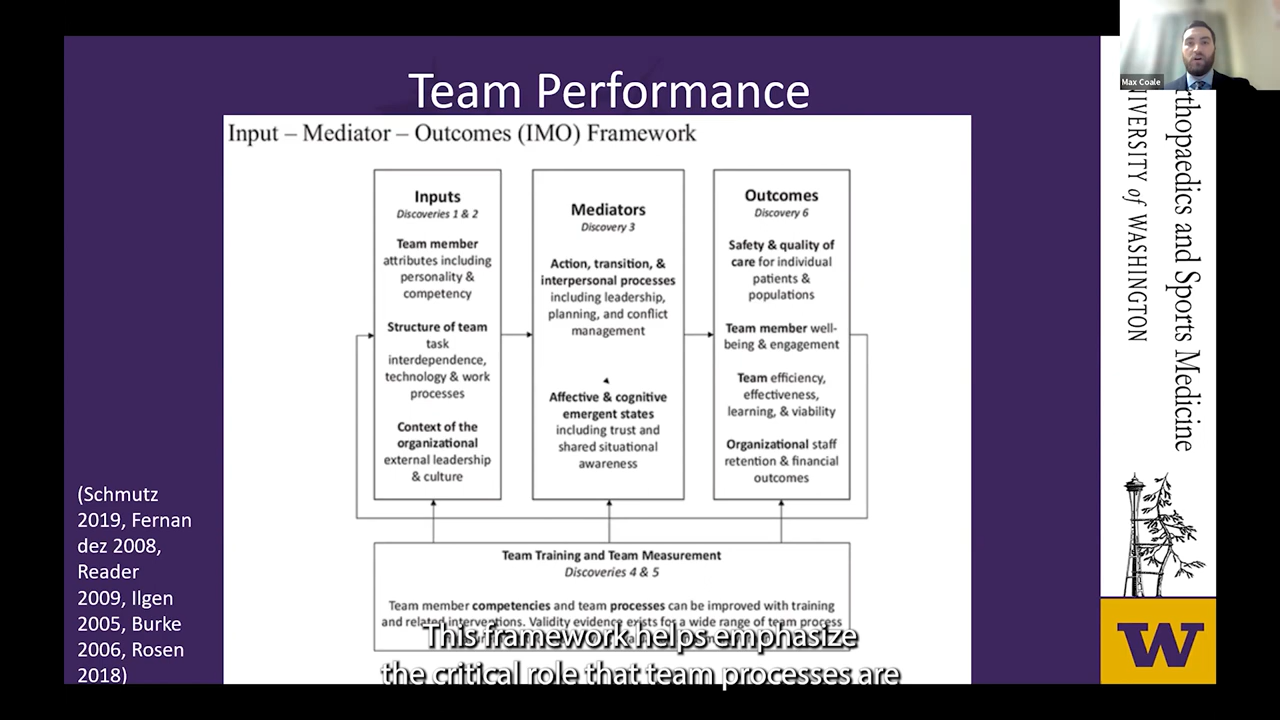 Team Performance
Input – Mediator – Outcomes (IMO) Framework
Inputs
Discoveries 1 & 2
Team member
attributes including
personality &
competency
Structure of team
task
interdependence,
technology & work
processes
Context of the
organizational
external leadership
& culture
Mediators
Discovery 3
Action, transition, &
interpersonal processes
including leadership,
planning, and conflict
management
Affective & cognitive
emergent states
including trust and
shared situational
awareness
Outcomes
Discovery 6
Safety & quality of
care for individual
patients &
populations
Team member well-
being & engagement
Team efficiency,
effectiveness,
learning, & viability
Organizational staff
retention & financial
outcomes
Team Training and Team Measurement
Discoveries 4 & 5
Team member competencies and team processes can be improved with training
and related interventions. Validity evidence exists for a wide range of team process
This framework helps emphasize
the critical role that team processes are
(Schmutz
2019, Fernan
dez 2008,
Reader
2009, Ilgen
2005, Burke
2006, Rosen
2018)
Max Coale
and Sports Medicine
of WASHINGTON
W